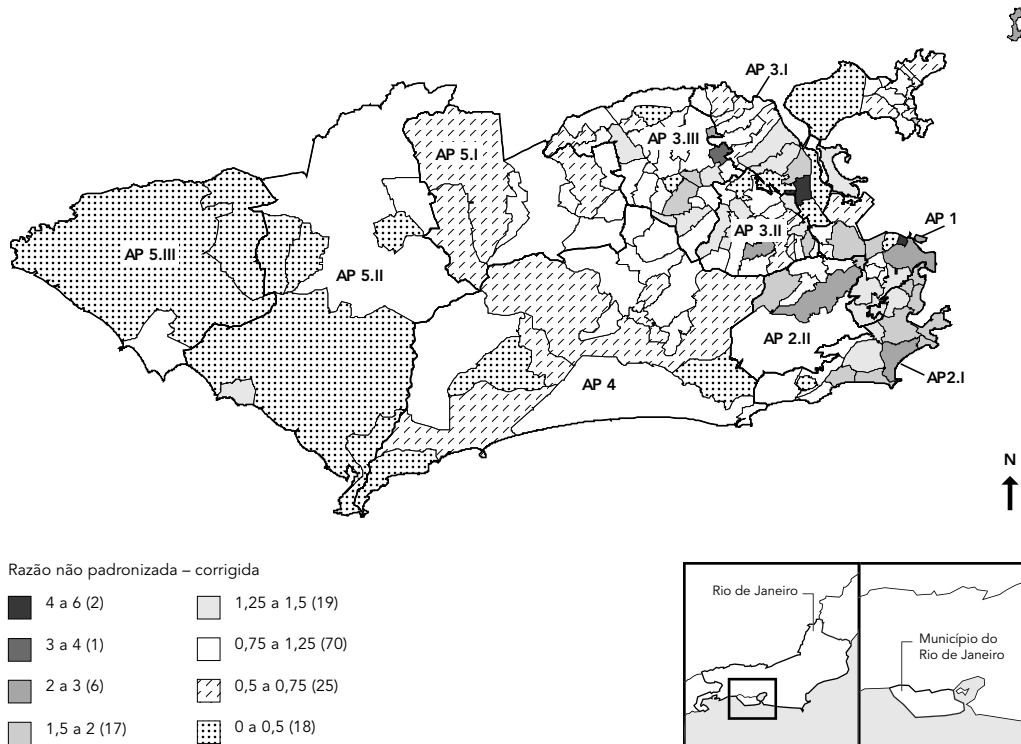 AP 3.I
AP 3.III
AP 5.I
AP 1
AP 3.II
AP 5.III
AP 5.II
AP 2.II
AP2.I
AP 4
N
Razão não padronizada – corrigida
4 a 6 (2)
1,25 a 1,5 (19)
3 a 4 (1)
0,75 a 1,25 (70)
2 a 3 (6)
0,5 a 0,75 (25)
1,5 a 2 (17)
0 a 0,5 (18)
Rio de Janeiro
Município do
Rio de Janeiro